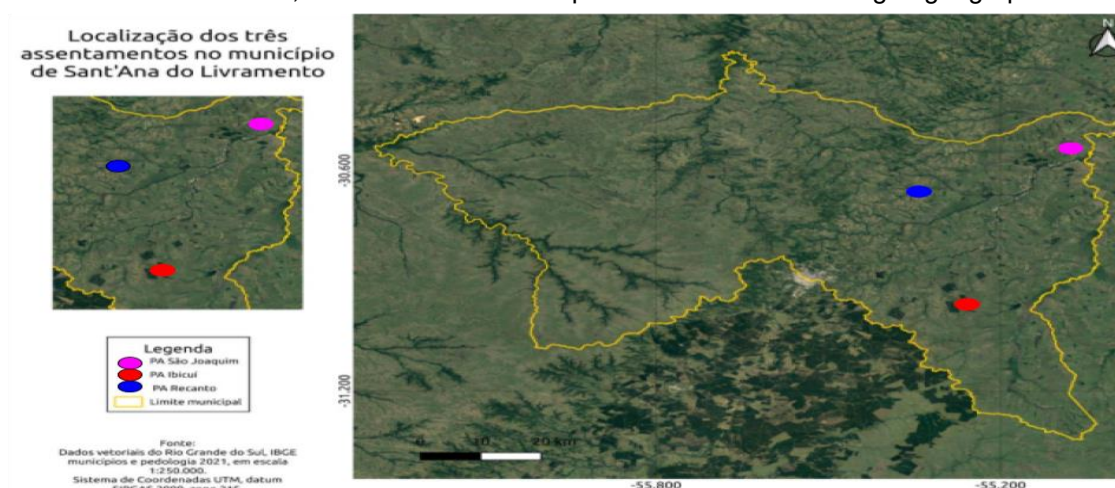 Localização dos três
assentamentos no município
de Sant'Ana do Livramento
N
-30.600
-31.200
Legenda
PA São Joaquim
PA Ibicuí
PA Recanto
Limite municipal
Fonte:
Dados vetoriais do Rio Grande do Sul, IBGE
municípios e pedologia 2021, em escala
1:250.000.
Sistema de Coordenadas UTM, datum
0 10 20 km
-55.800
-55.200